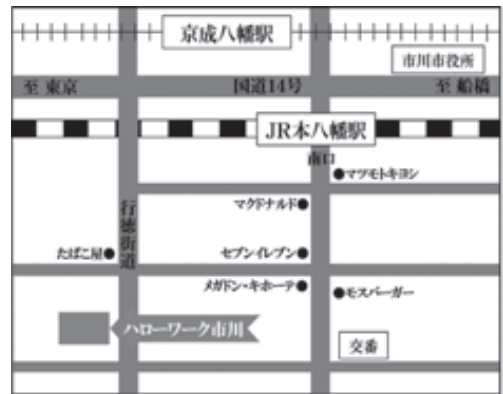 京成八幡駅
市川市役所
至 東京
国道14号
至 船橋
JR本八幡駅
南口
●マツモトキヨシ
マクドナルド●
行徳街道
たばこ屋●
セブンイレブン●
メガドン・キホーテ●
●モスバーガー
ハローワーク市川
交番